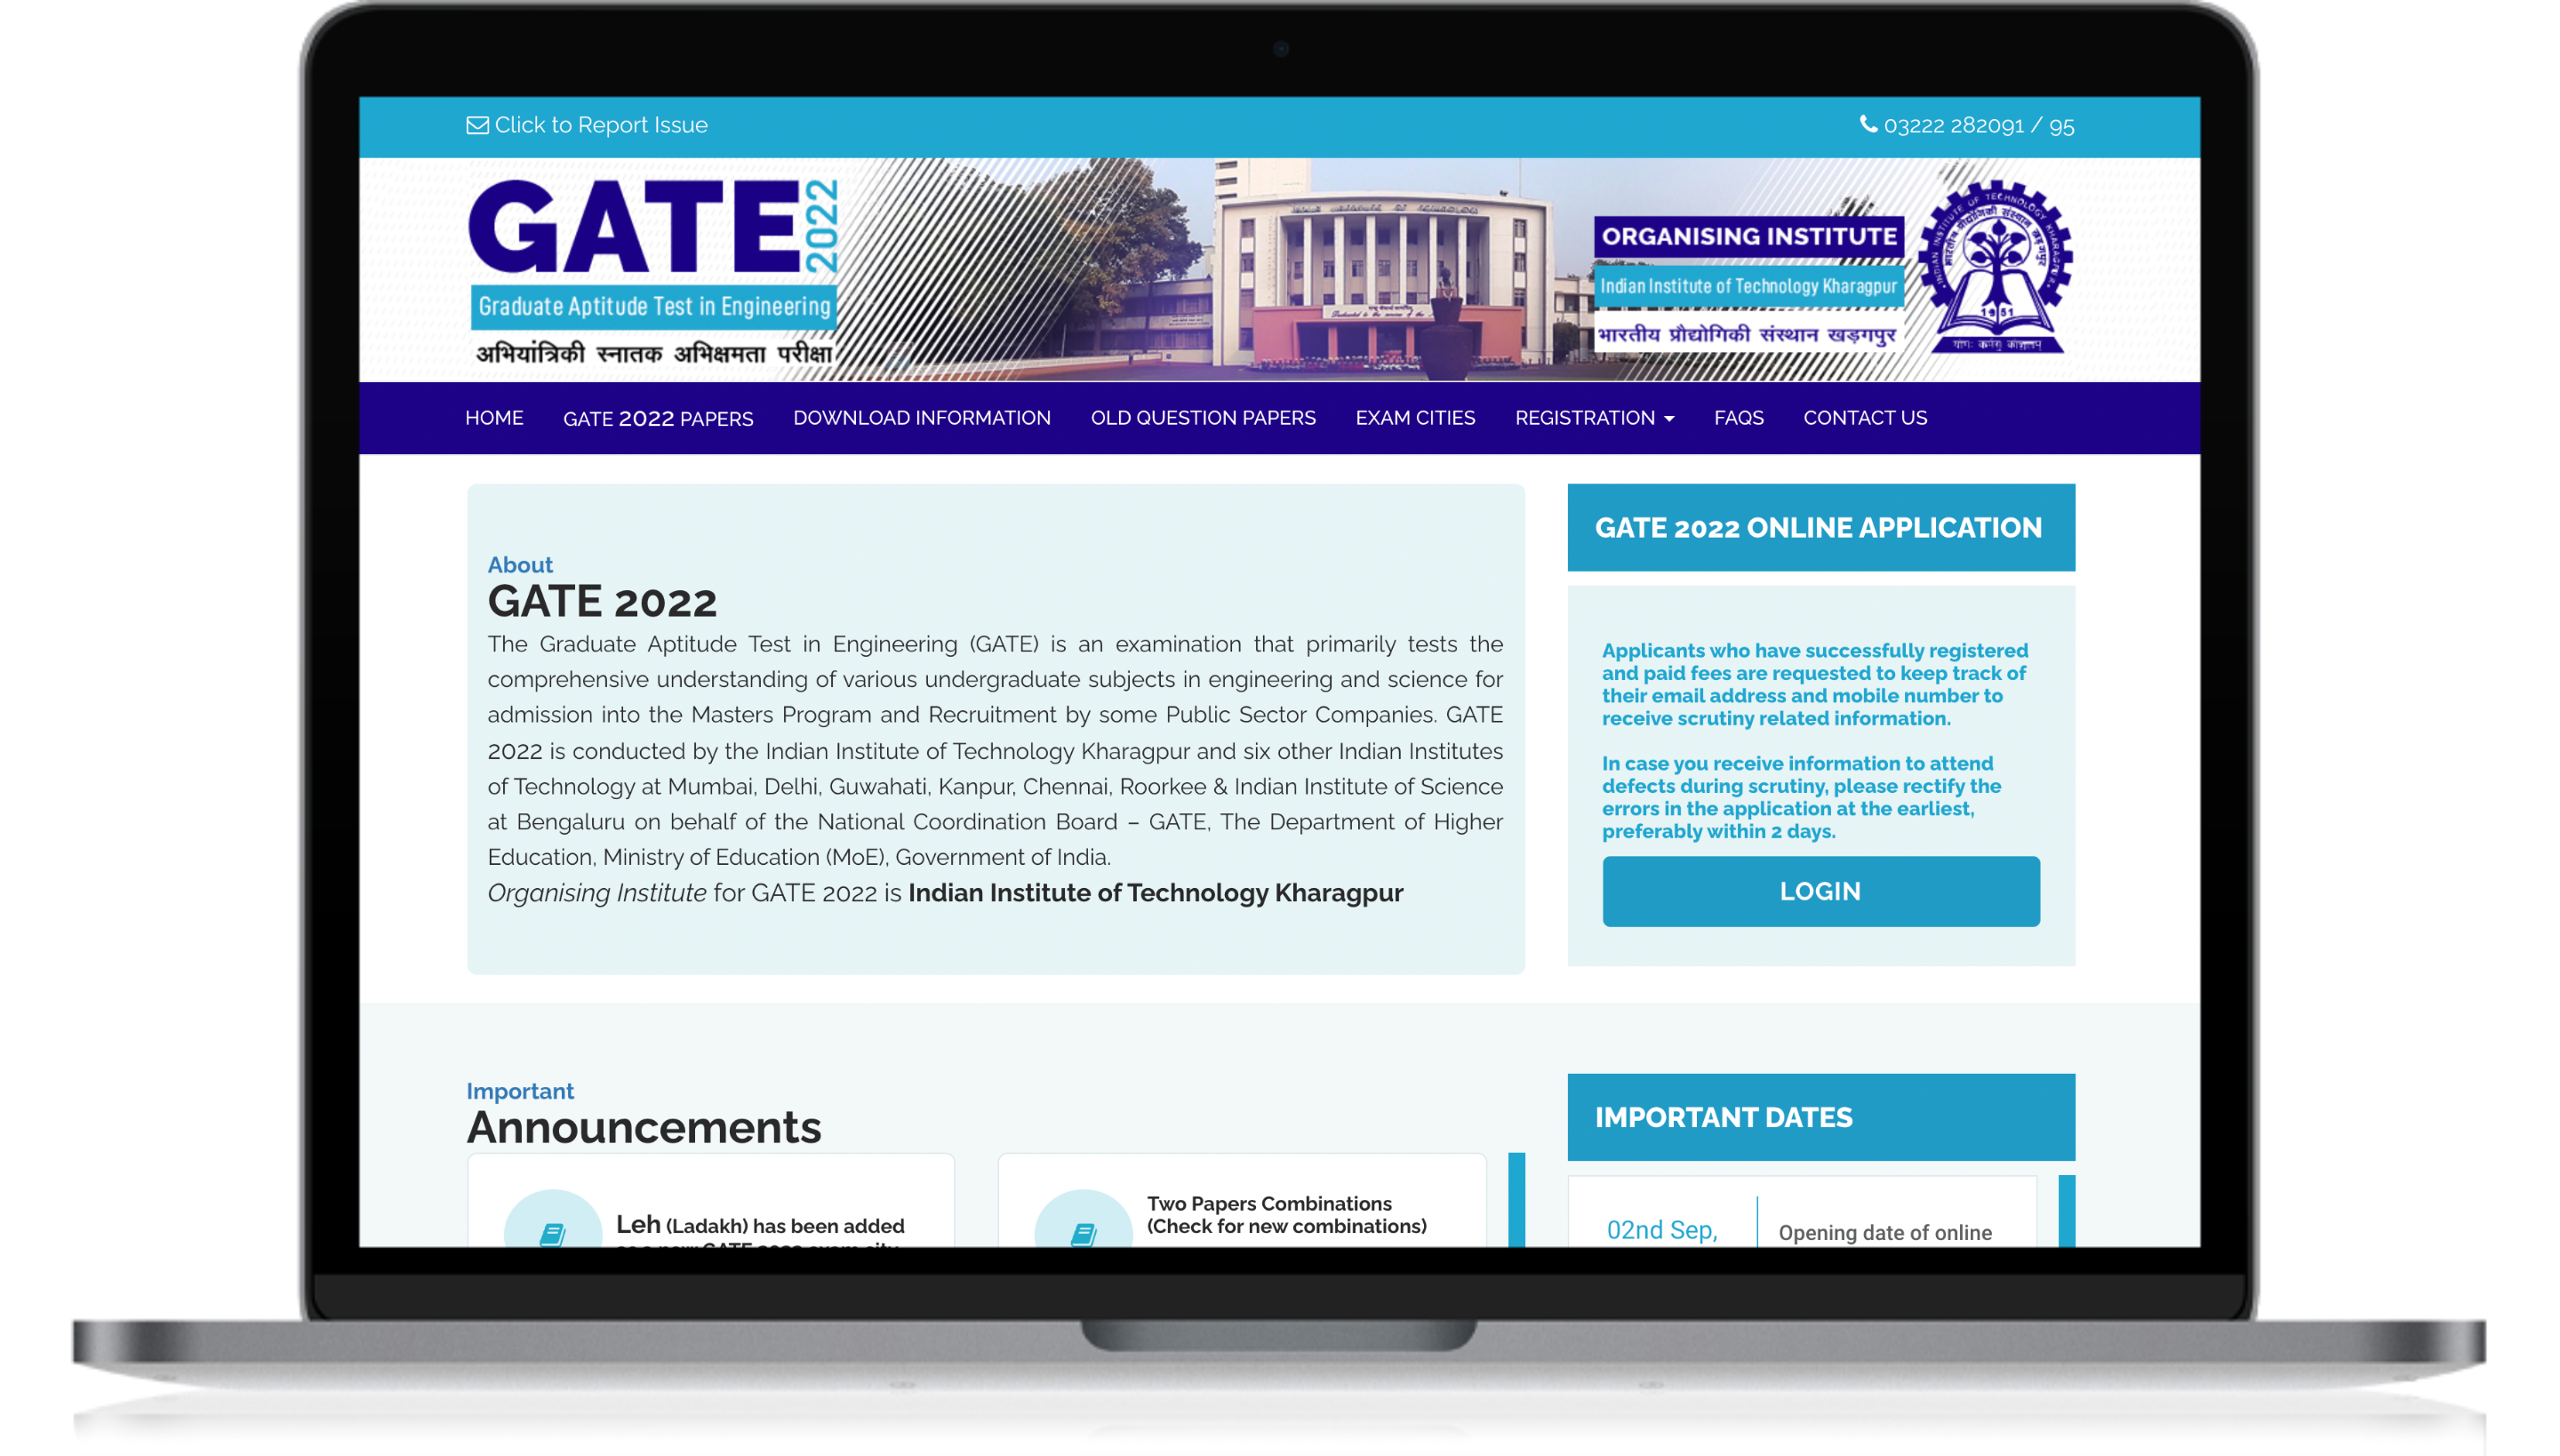 Click to Report Issue
03222 282091 / 95
GATE 2022
Graduate Aptitude Test in Engineering
अभियांत्रिकी स्नातक अभिक्षमता परीक्षा
ORGANISING INSTITUTE
Indian Institute of Technology Kharagpur
भारतीय प्रौद्योगिकी संस्थान खड़गपुर
INDIAN INSTITUTE OF TECHNOLOGY KHARAGPUR
भारतीय प्रौद्योगिकी संस्थान खड़गपुर
1951
HOME GATE 2022 PAPERS DOWNLOAD INFORMATION OLD QUESTION PAPERS EXAM CITIES REGISTRATION FAQS CONTACT US
About
GATE 2022
The Graduate Aptitude Test in Engineering (GATE) is an examination that primarily tests the
comprehensive understanding of various undergraduate subjects in engineering and science for
admission into the Masters Program and Recruitment by some Public Sector Companies. GATE
2022 is conducted by the Indian Institute of Technology Kharagpur and six other Indian Institutes
of Technology at Mumbai, Delhi, Guwahati, Kanpur, Chennai, Roorkee & Indian Institute of Science
at Bengaluru on behalf of the National Coordination Board – GATE, The Department of Higher
Education, Ministry of Education (MoE), Government of India.
Organising Institute for GATE 2022 is Indian Institute of Technology Kharagpur
GATE 2022 ONLINE APPLICATION
Applicants who have successfully registered
and paid fees are requested to keep track of
their email address and mobile number to
receive scrutiny related information.
In case you receive information to attend
defects during scrutiny, please rectify the
errors in the application at the earliest,
preferably within 2 days.
LOGIN
Important
Announcements
Leh (Ladakh) has been added
Two Papers Combinations
(Check for new combinations)
IMPORTANT DATES
02nd Sep,
Opening date of online